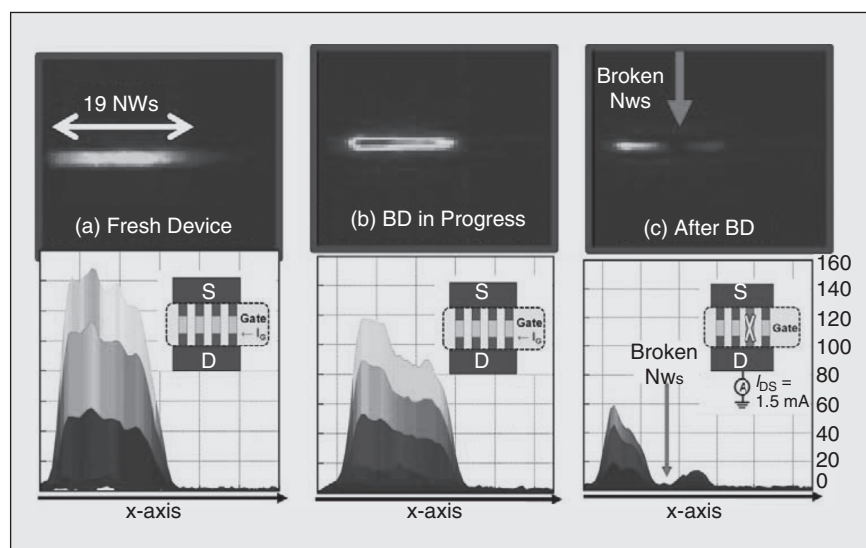 19 NWs
(a) Fresh Device
(b) BD in Progress
Broken
Nws
(c) After BD
S
Gate
← I_G
D
x-axis
S
Gate
← I_G
D
x-axis
S
Gate
D
A
I_DS =
1.5 mA
Broken
Nws
160
140
120
100
80
60
40
20
0
x-axis